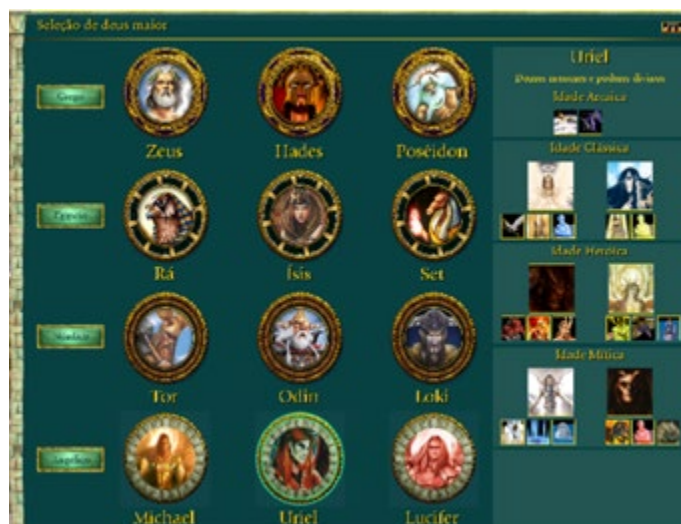 Seleção de deus maior
Zeus
Hades
Poséidon
Rá
Ísis
Set
Tor
Odin
Loki
Michael
Uriel
Lucifer
Uriel
Idade Arcaica
Idade Clássica
Idade Heróica
Idade Mítica